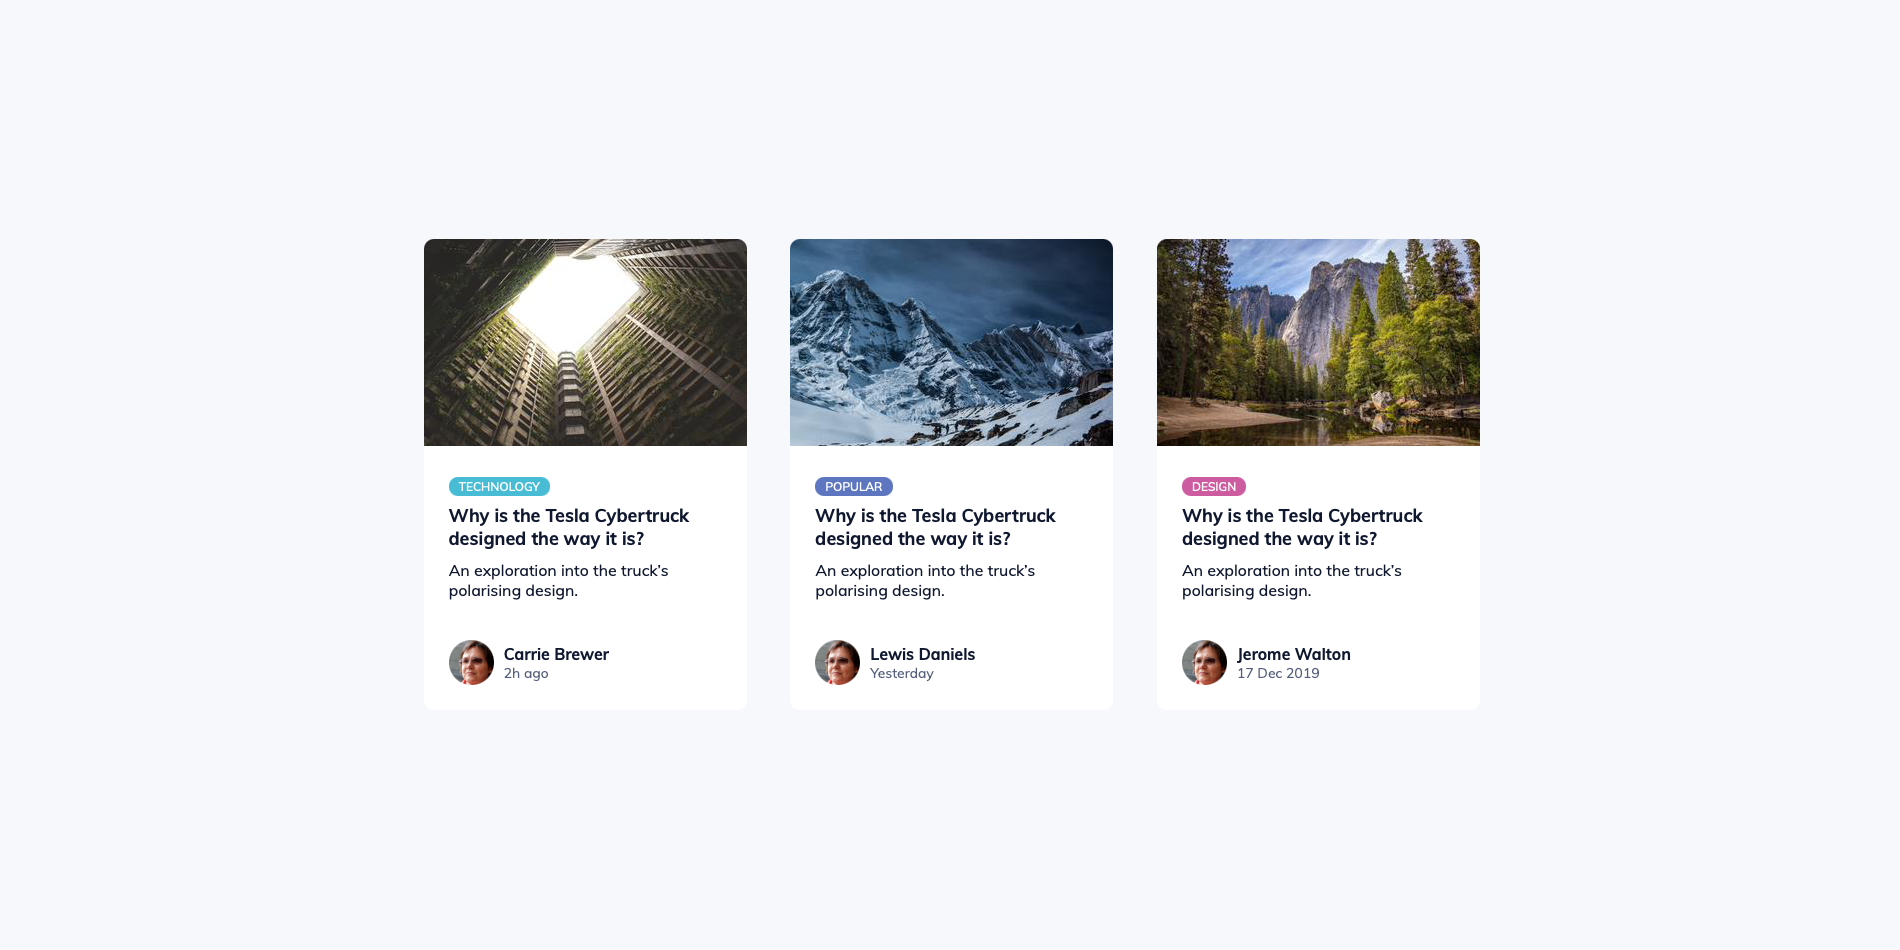 TECHNOLOGY
Why is the Tesla Cybertruck
designed the way it is?
An exploration into the truck’s
polarising design.
Carrie Brewer
2h ago
POPULAR
Why is the Tesla Cybertruck
designed the way it is?
An exploration into the truck’s
polarising design.
Lewis Daniels
Yesterday
DESIGN
Why is the Tesla Cybertruck
designed the way it is?
An exploration into the truck’s
polarising design.
Jerome Walton
17 Dec 2019